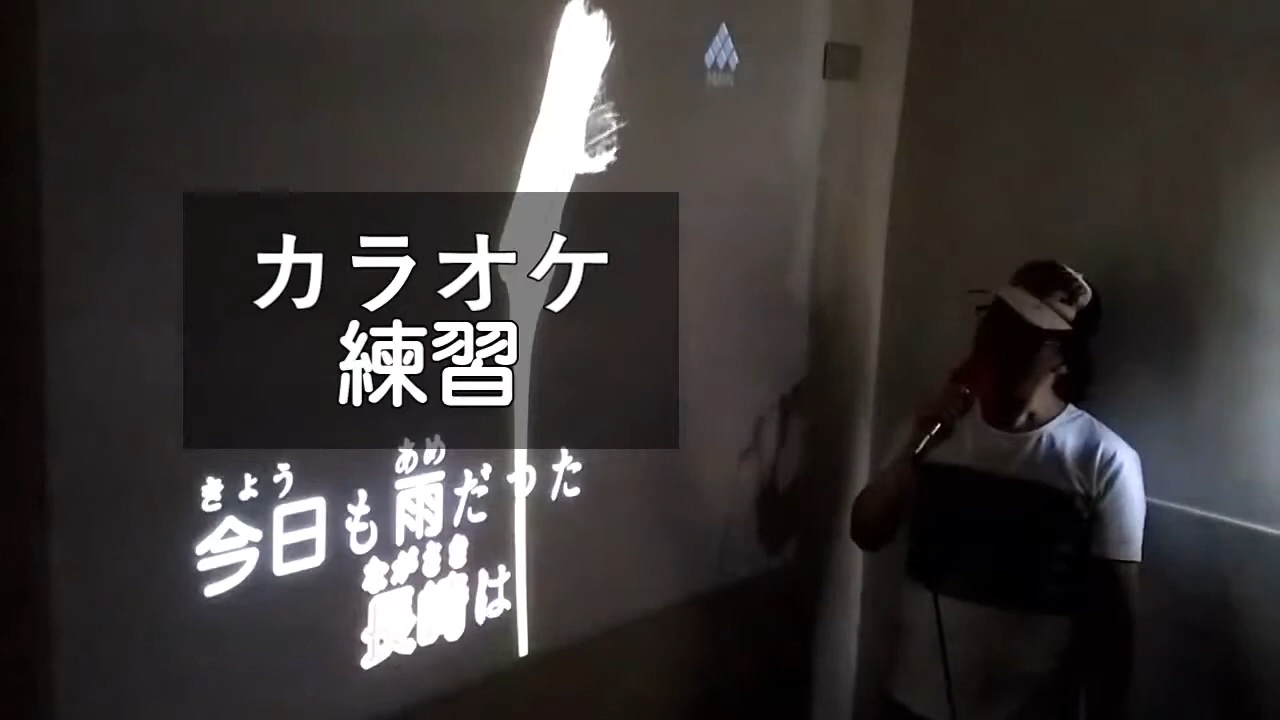 カラオケ
練習
きょう あめ
今日も雨だった
ながさき
長崎は